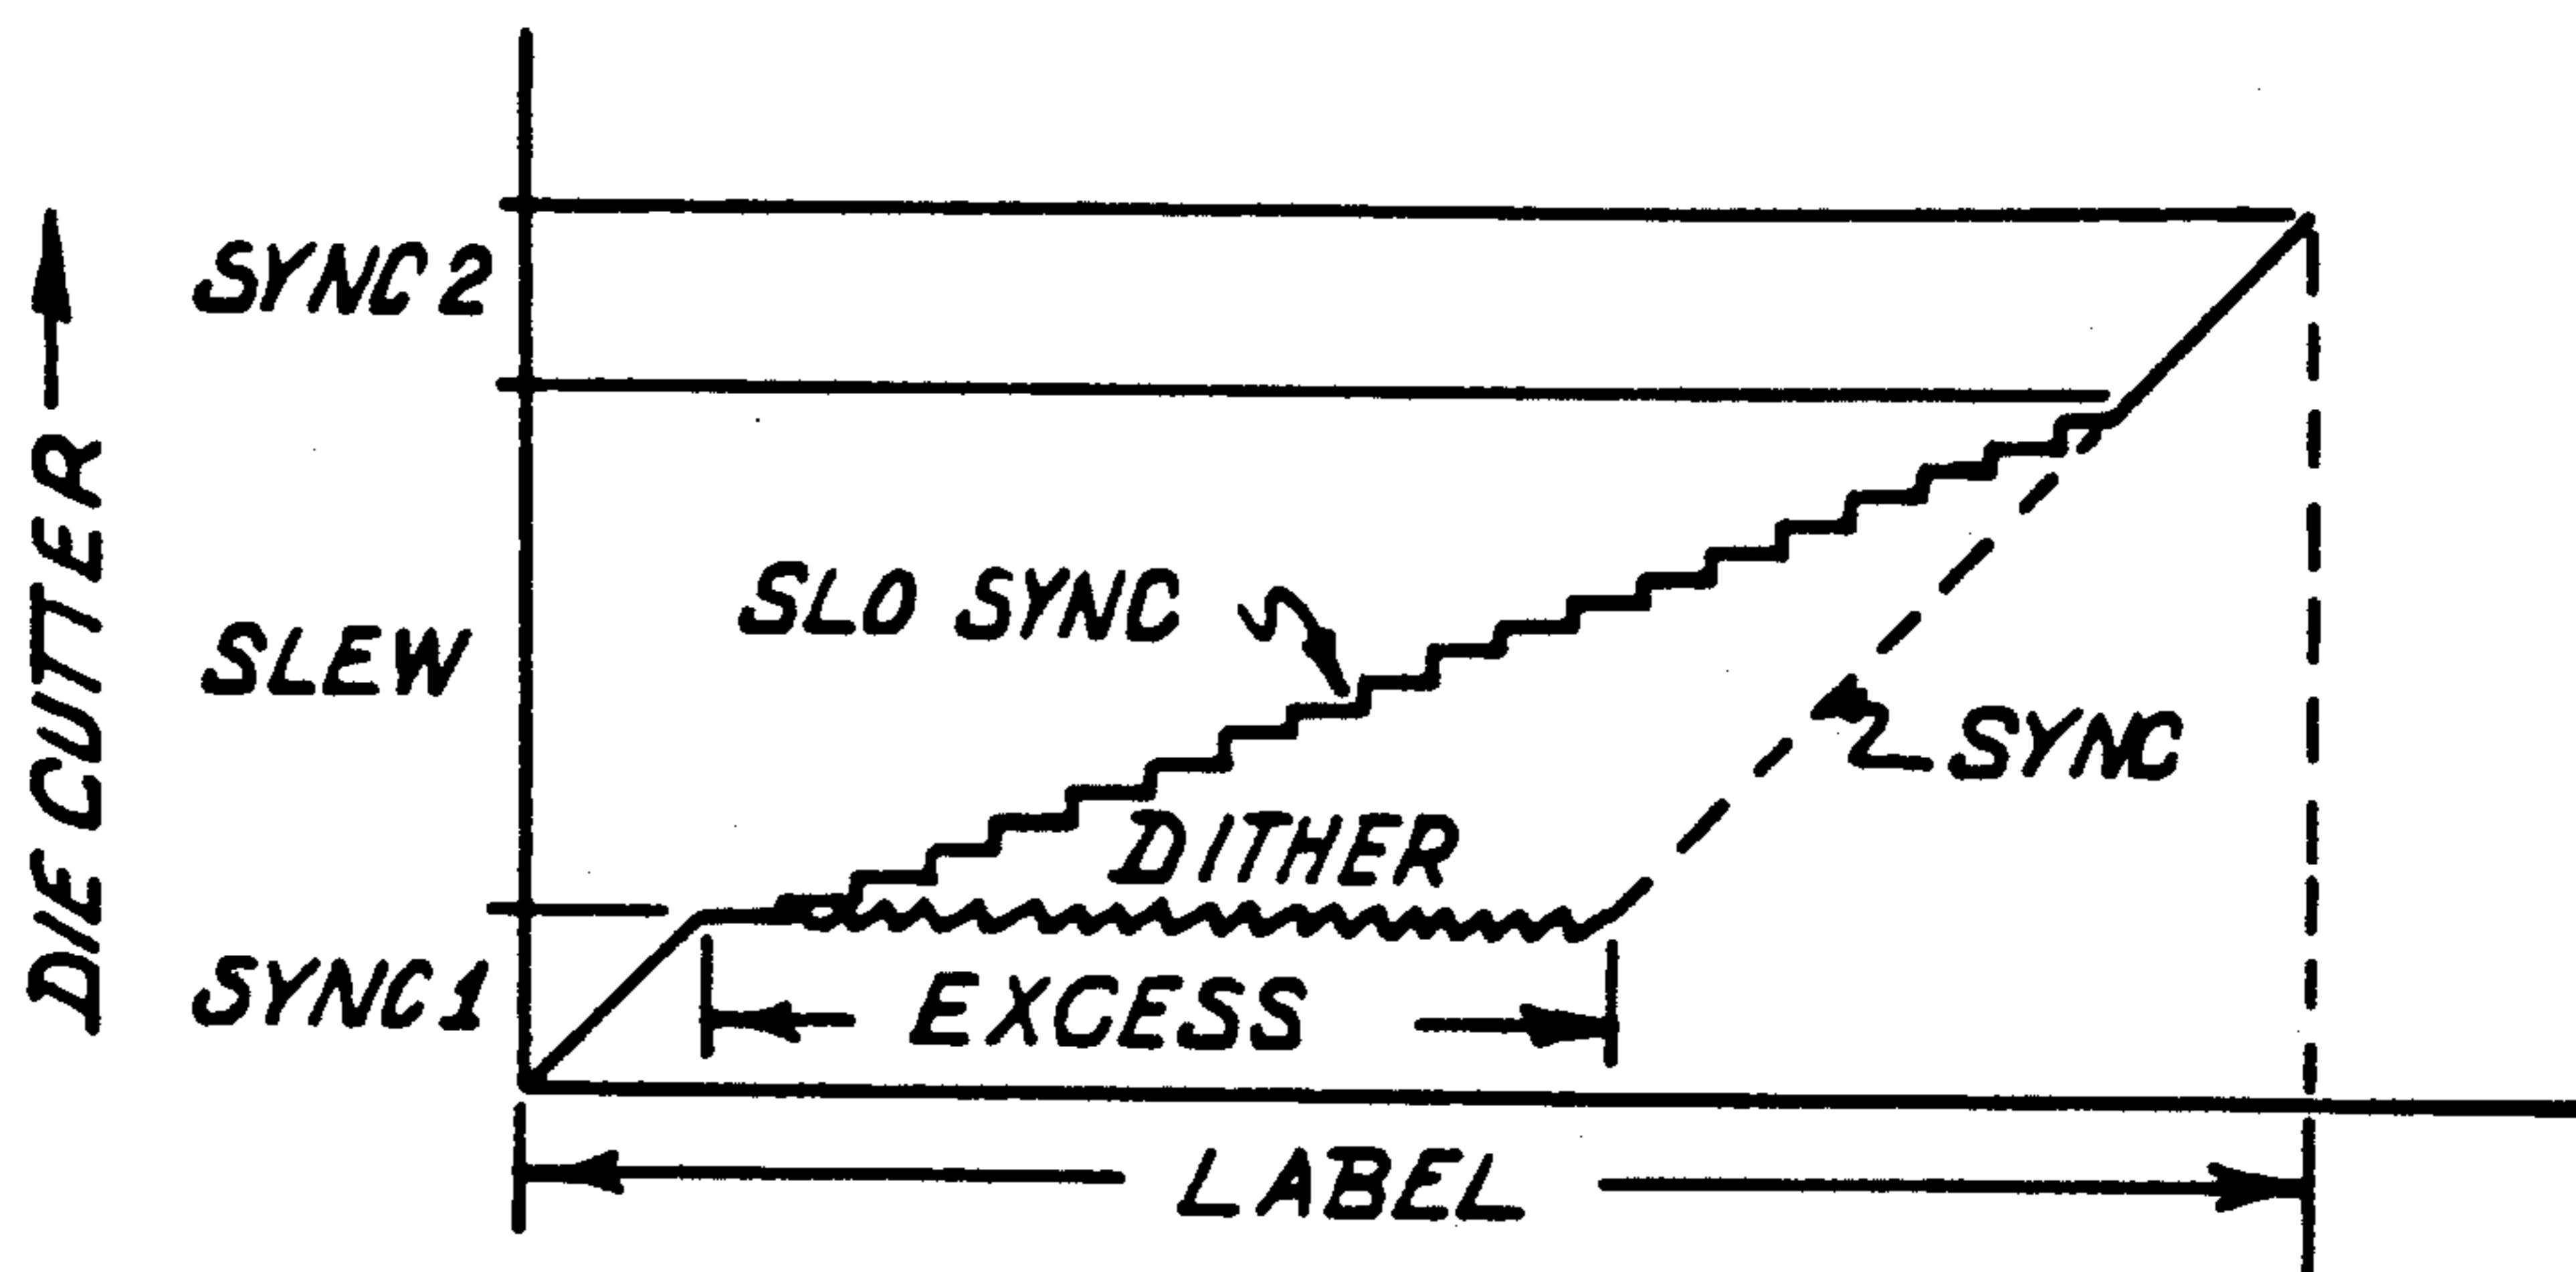 DIE CUTTER
SYNC 2
SLEW
SYNC 1
SLO SYNC
SYNC
DITHER
EXCESS
LABEL